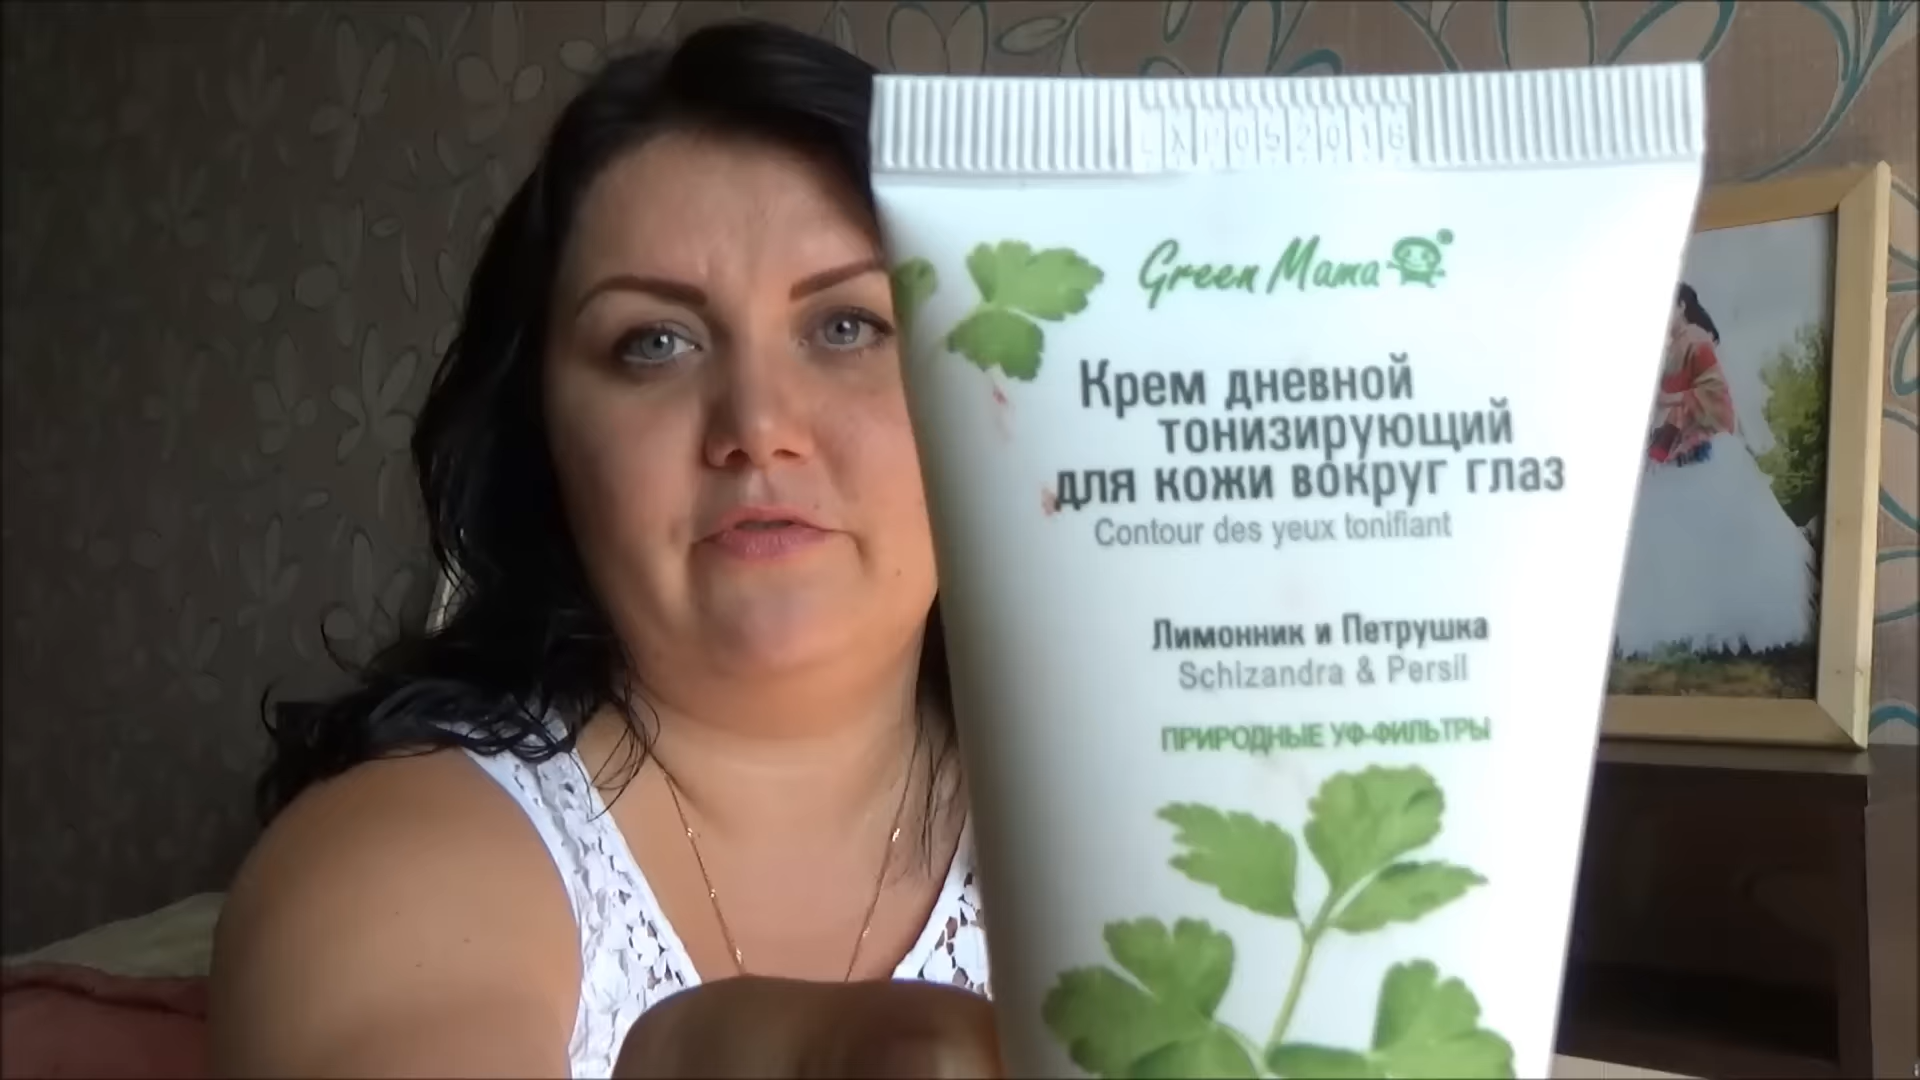 EXP052016
Green Mama
Крем дневной
тонизирующий
для кожи вокруг глаз
Contour des yeux tonifiant
Лимонник и Петрушка
Schizandra & Persil
ПРИРОДНЫЕ УФ-ФИЛЬТРЫ